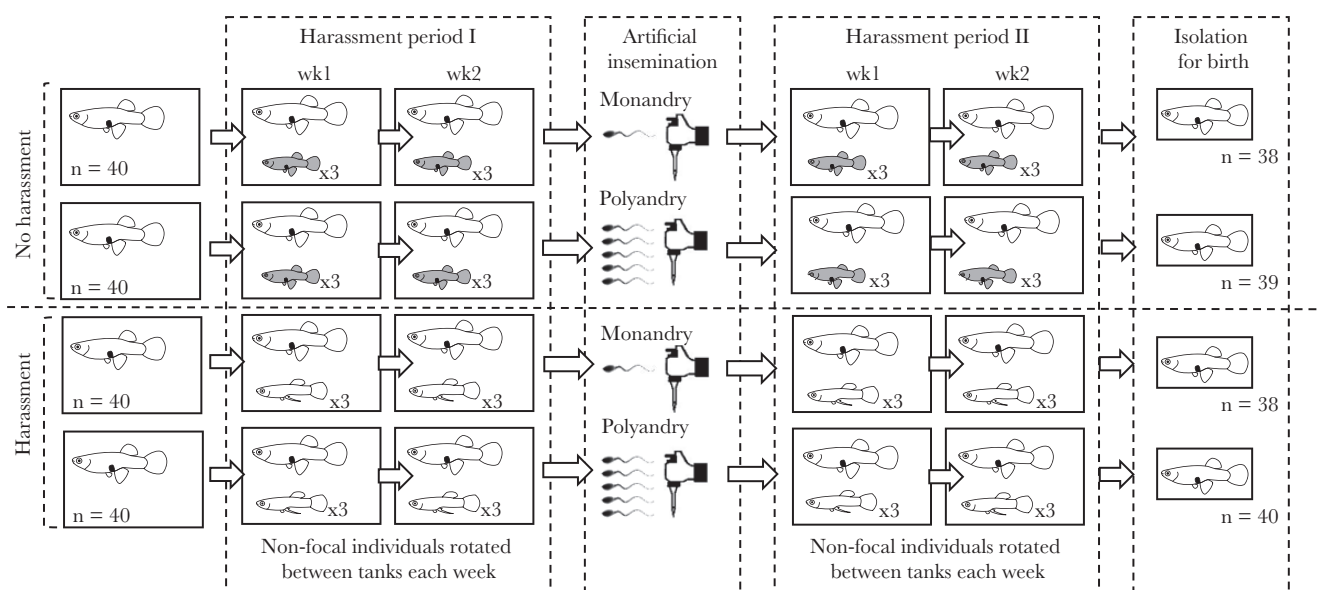 Harassment period I
Artificial
insemination
Harassment period II
Isolation
for birth
wk1
wk2
wk1
wk2
No harassment
n = 40
x3
x3
Monandry
x3
x3
n = 38
n = 40
x3
x3
Polyandry
x3
x3
n = 39
Harassment
n = 40
x3
x3
Monandry
x3
x3
n = 38
n = 40
x3
x3
Polyandry
x3
x3
n = 40
Non-focal individuals rotated
between tanks each week
Non-focal individuals rotated
between tanks each week